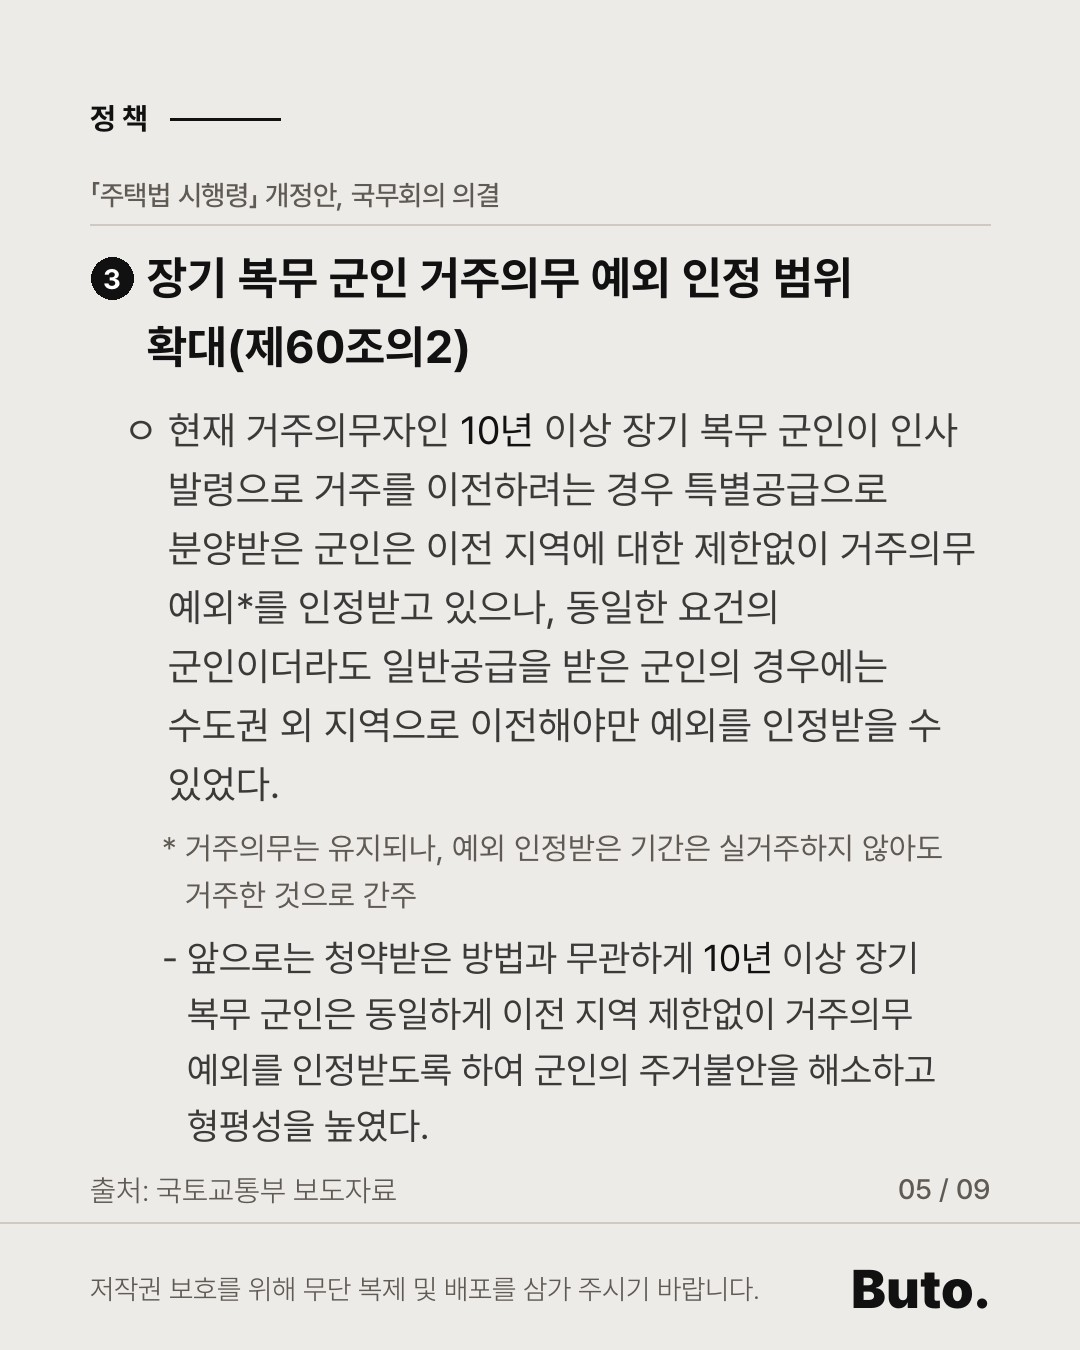 정책
「주택법 시행령」 개정안, 국무회의 의결
❸ 장기 복무 군인 거주의무 예외 인정 범위
확대(제60조의2)
ㅇ 현재 거주의무자인 10년 이상 장기 복무 군인이 인사
발령으로 거주를 이전하려는 경우 특별공급으로
분양받은 군인은 이전 지역에 대한 제한없이 거주의무
예외*를 인정받고 있으나, 동일한 요건의
군인이더라도 일반공급을 받은 군인의 경우에는
수도권 외 지역으로 이전해야만 예외를 인정받을 수
있었다.
* 거주의무는 유지되나, 예외 인정받은 기간은 실거주하지 않아도
거주한 것으로 간주
- 앞으로는 청약받은 방법과 무관하게 10년 이상 장기
복무 군인은 동일하게 이전 지역 제한없이 거주의무
예외를 인정받도록 하여 군인의 주거불안을 해소하고
형평성을 높였다.
출처: 국토교통부 보도자료
05 / 09
저작권 보호를 위해 무단 복제 및 배포를 삼가 주시기 바랍니다.
Buto.